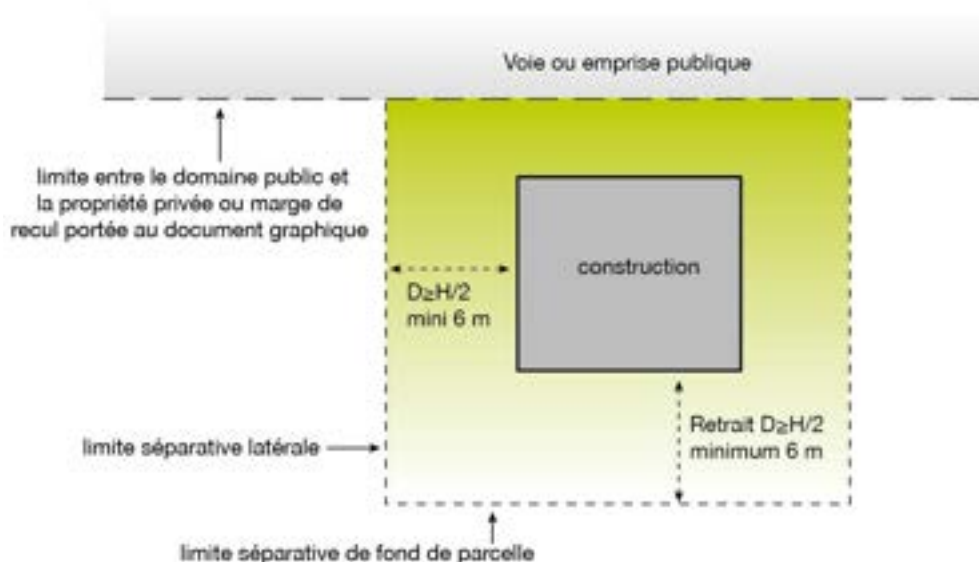 Voie ou emprise publique
limite entre le domaine public et
la propriété privée ou marge de
recul portée au document graphique
construction
D≥H/2
mini 6 m
Retrait D≥H/2
minimum 6 m
limite séparative latérale
limite séparative de fond de parcelle